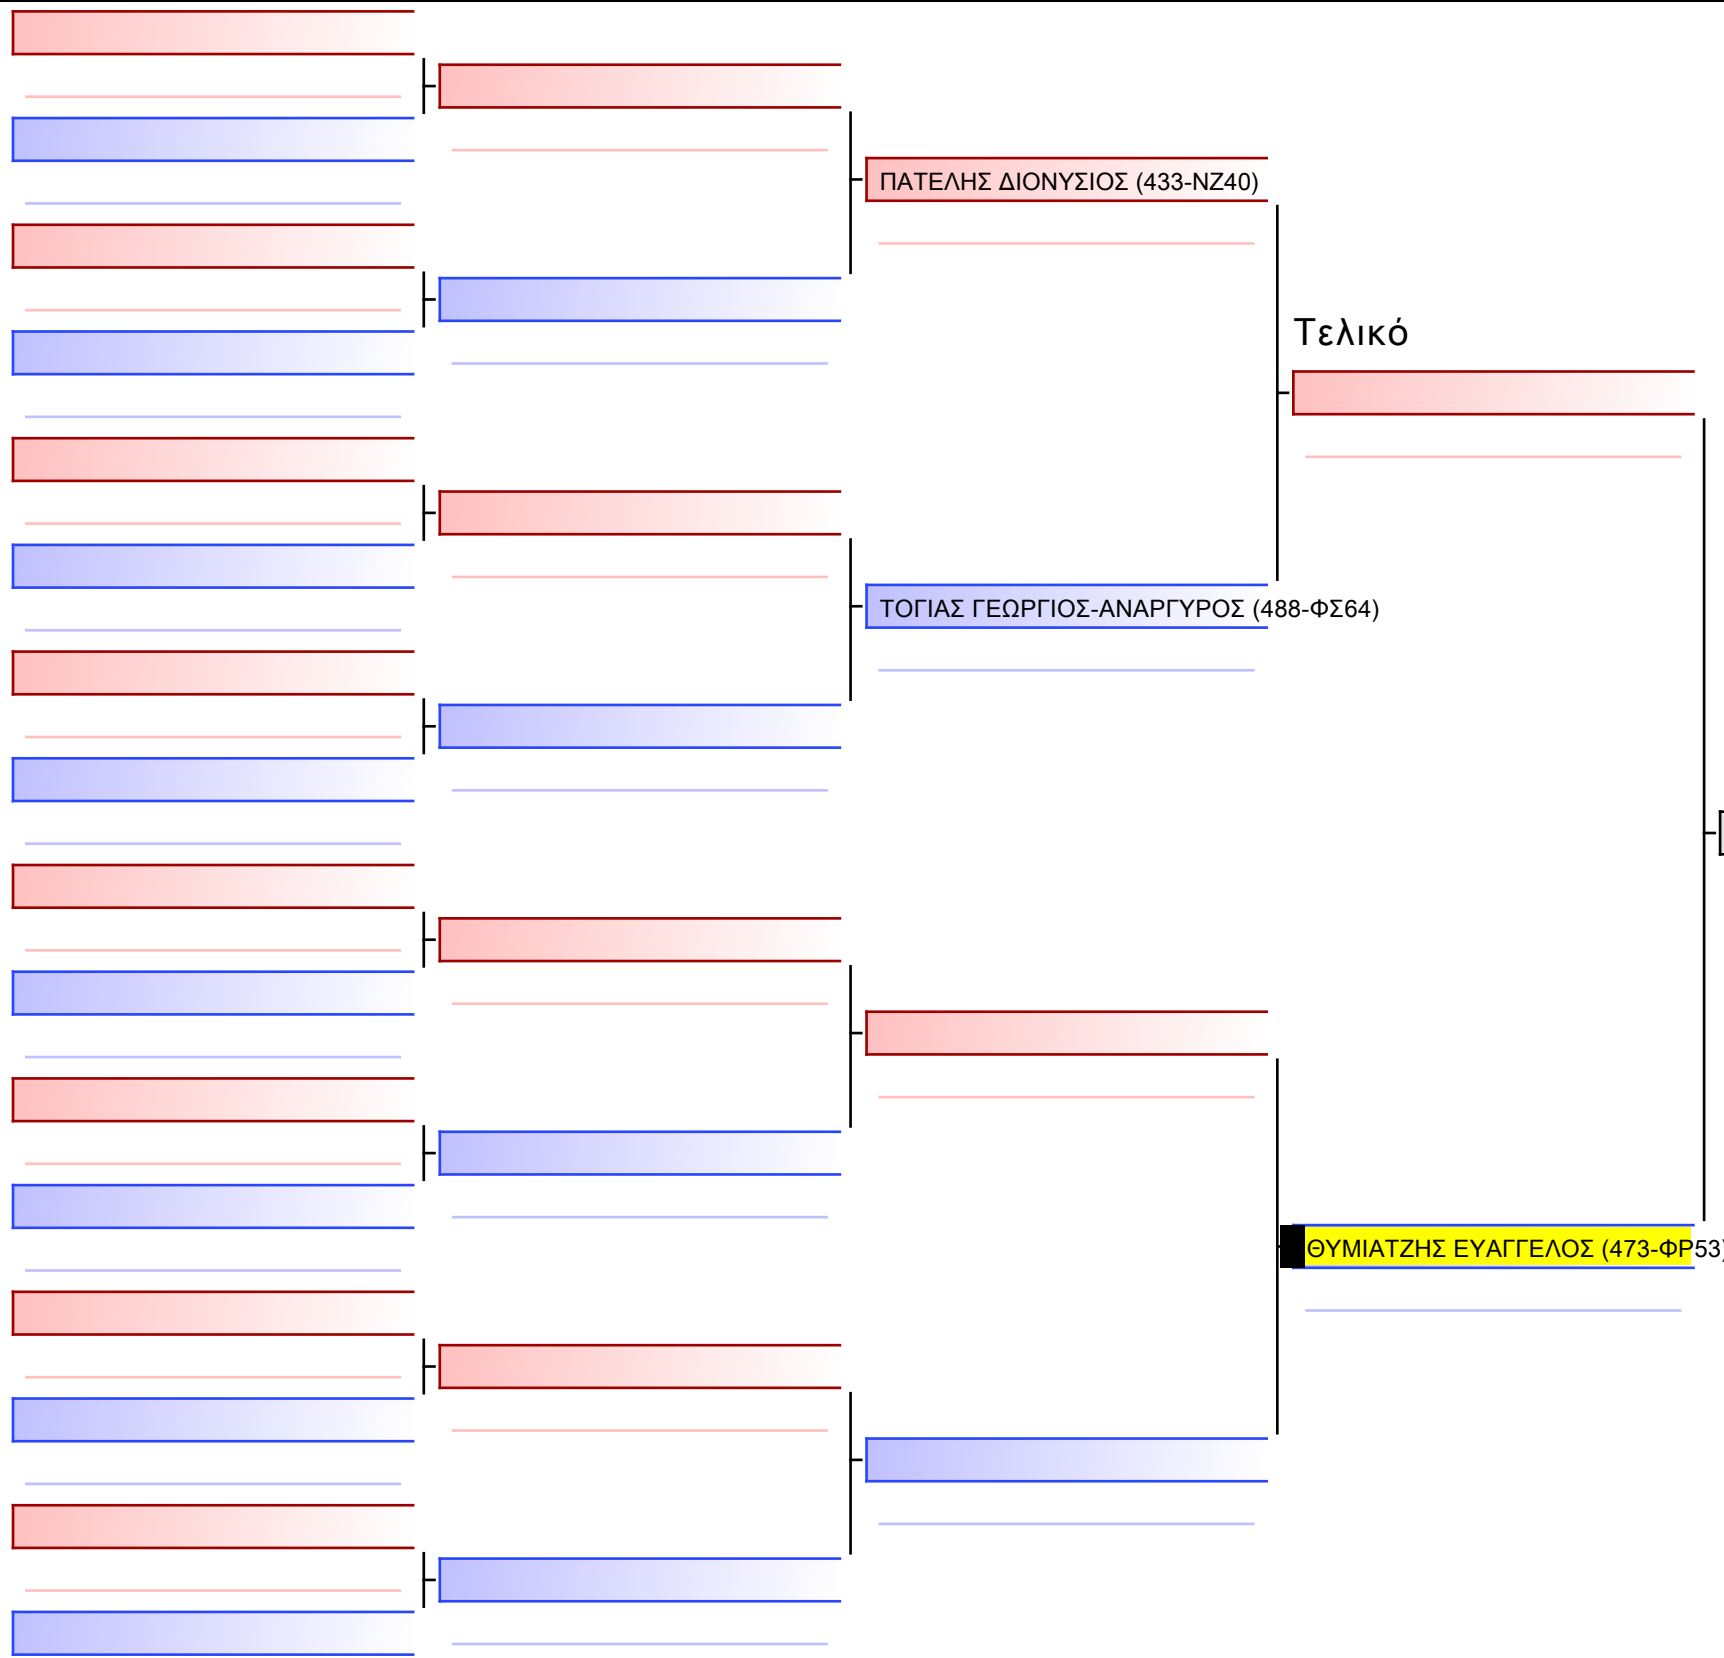 ΠΑΤΕΛΗΣ ΔΙΟΝΥΣΙΟΣ (433-ΝΖ40)
Τελικό
ΤΟΓΙΑΣ ΓΕΩΡΓΙΟΣ-ΑΝΑΡΓΥΡΟΣ (488-ΦΣ64)
ΘΥΜΙΑΤΖΗΣ ΕΥΑΓΓΕΛΟΣ (473-ΦΡ53)